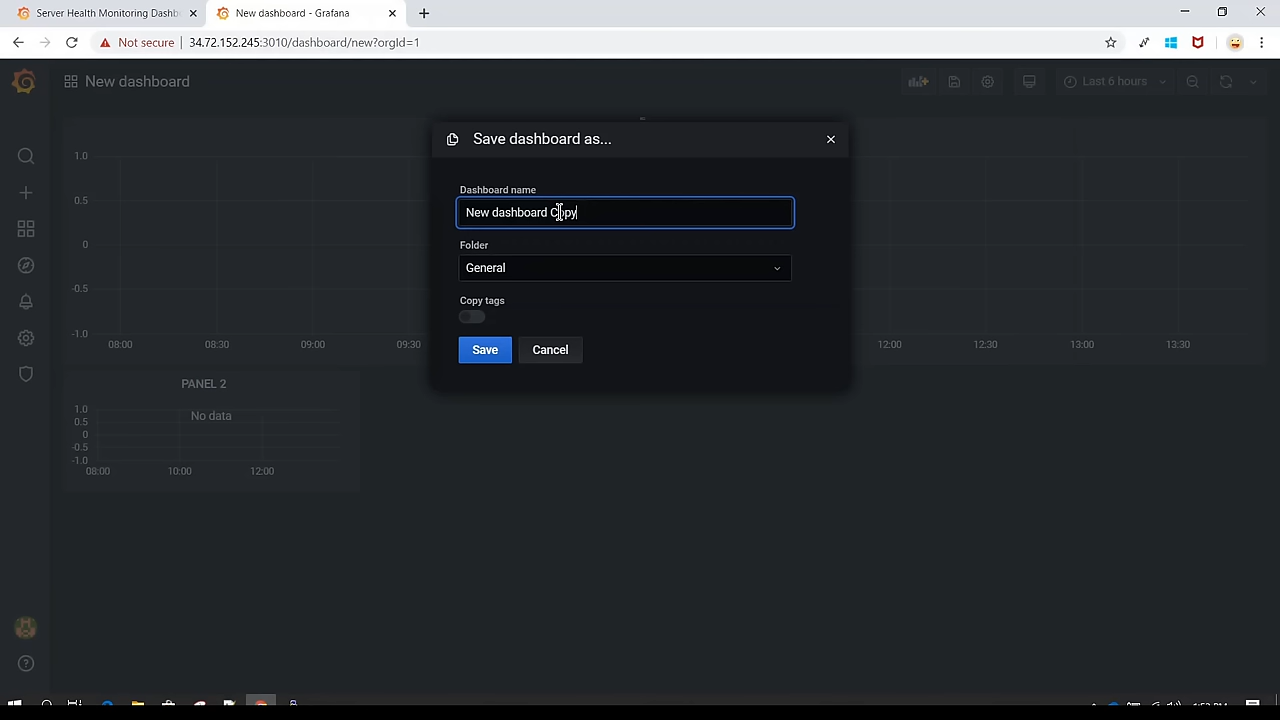 Server Health Monitoring Dashb
New dashboard - Grafana
Not secure
34.72.152.245:3010/dashboard/new?orgId=1
New dashboard
Last 6 hours
Save dashboard as...
Dashboard name
New dashboard Copy
Folder
General
Copy tags
Save
Cancel
1.0
0.5
0
-0.5
-1.0
08:00
08:30
09:00
09:30
12:00
12:30
13:00
13:30
PANEL 2
No data
1.0
0.5
0
-0.5
-1.0
08:00
10:00
12:00